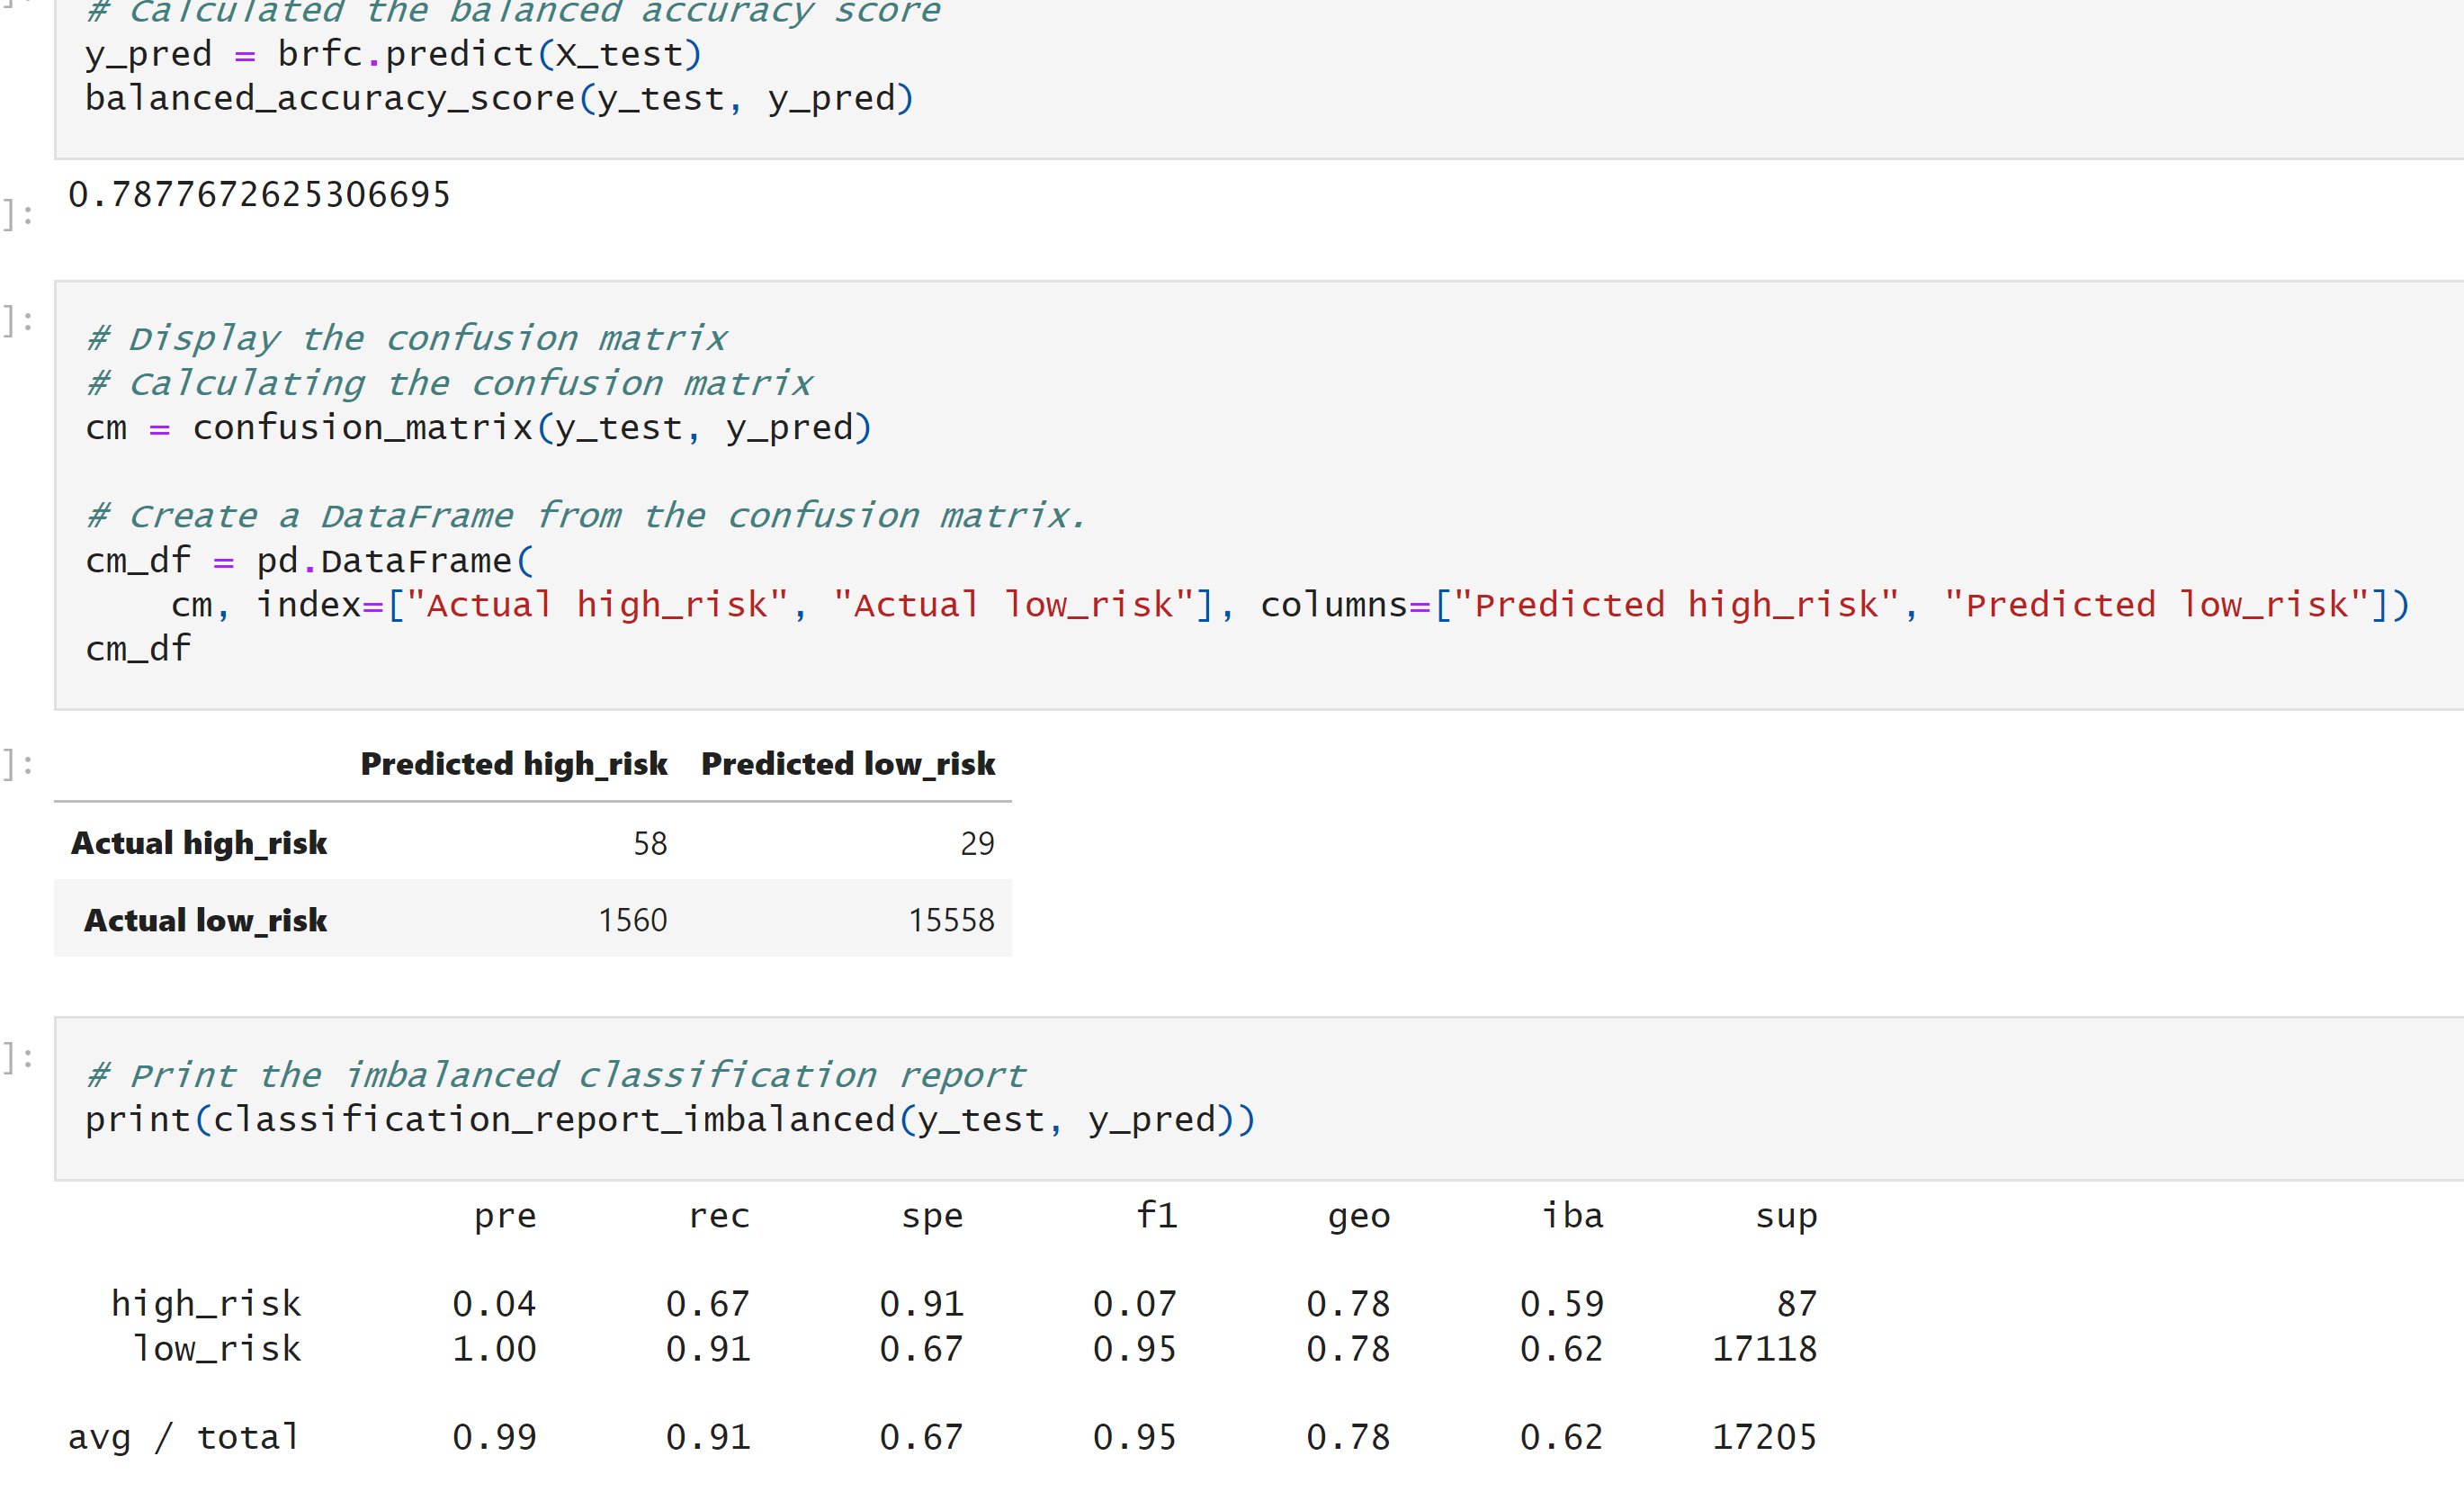 # Calculated the balanced accuracy score
y_pred = brfc.predict(X_test)
balanced_accuracy_score(y_test, y_pred)
]:
0.7877672625306695
]:
# Display the confusion matrix
# Calculating the confusion matrix
cm = confusion_matrix(y_test, y_pred)
# Create a DataFrame from the confusion matrix.
cm_df = pd.DataFrame(
    cm, index=["Actual high_risk", "Actual low_risk"], columns=["Predicted high_risk", "Predicted low_risk"])
cm_df
]:
Predicted high_risk Predicted low_risk
Actual high_risk 58 29
Actual low_risk 1560 15558
]:
# Print the imbalanced classification report
print(classification_report_imbalanced(y_test, y_pred))
pre rec spe f1 geo iba sup
high_risk 0.04 0.67 0.91 0.07 0.78 0.59 87
low_risk 1.00 0.91 0.67 0.95 0.78 0.62 17118
avg / total 0.99 0.91 0.67 0.95 0.78 0.62 17205